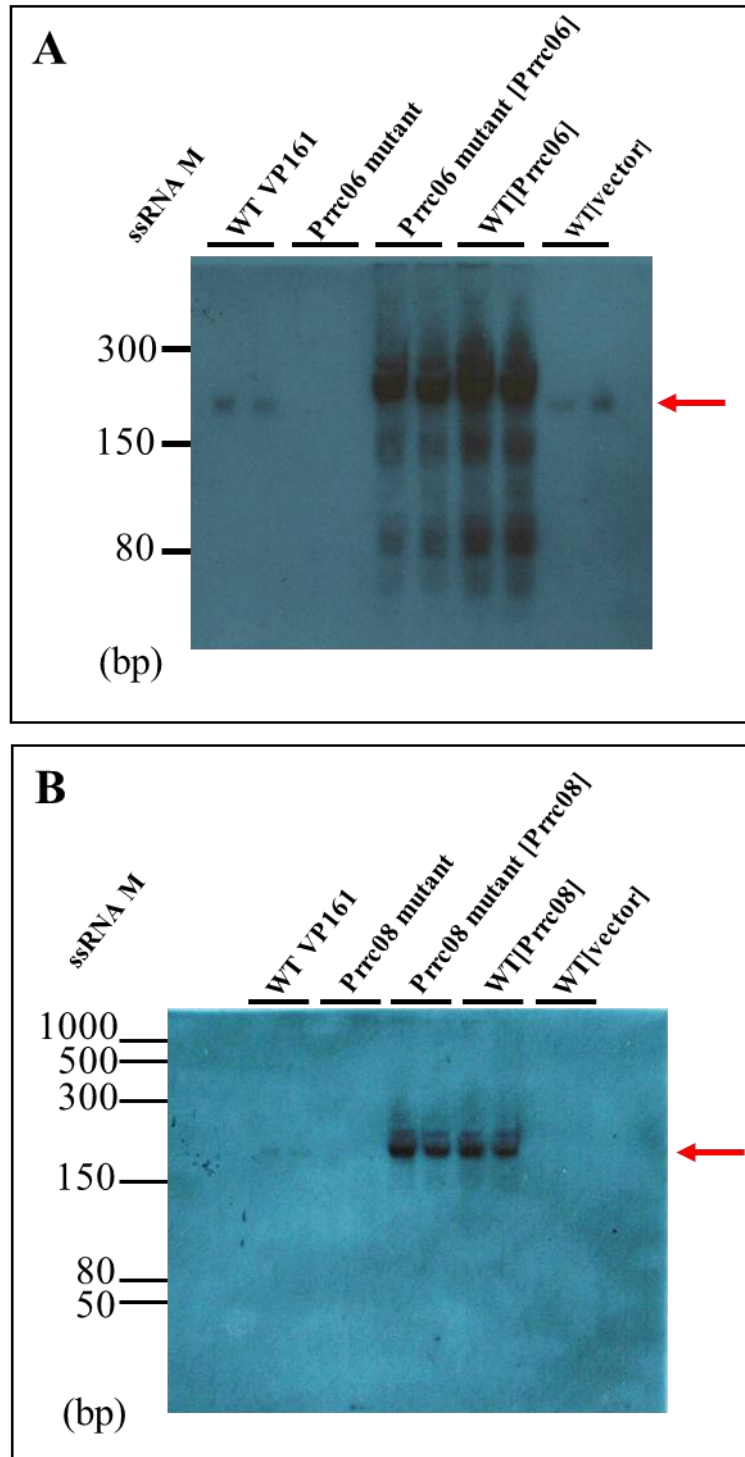 A
ssRNA M
WT VP161
Prrc06 mutant
Prrc06 mutant [Prrc06]
WT[Prrc06]
WT[vector]
300
150
80
(bp)
B
ssRNA M
WT VP161
Prrc08 mutant
Prrc08 mutant [Prrc08]
WT[Prrc08]
WT[vector]
1000
500
300
150
80
50
(bp)